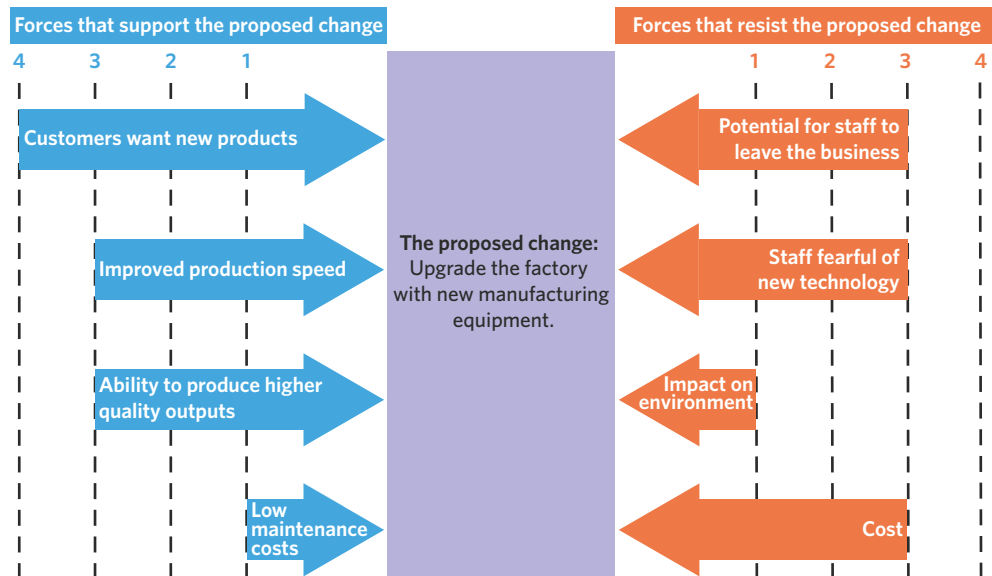 Forces that support the proposed change
Forces that resist the proposed change
4 3 2 1
1 2 3 4
Customers want new products
Potential for staff to
leave the business
The proposed change:
Upgrade the factory
with new manufacturing
equipment.
Improved production speed
Staff fearful of
new technology
Ability to produce higher
quality outputs
Impact on
environment
Low
maintenance
costs
Cost